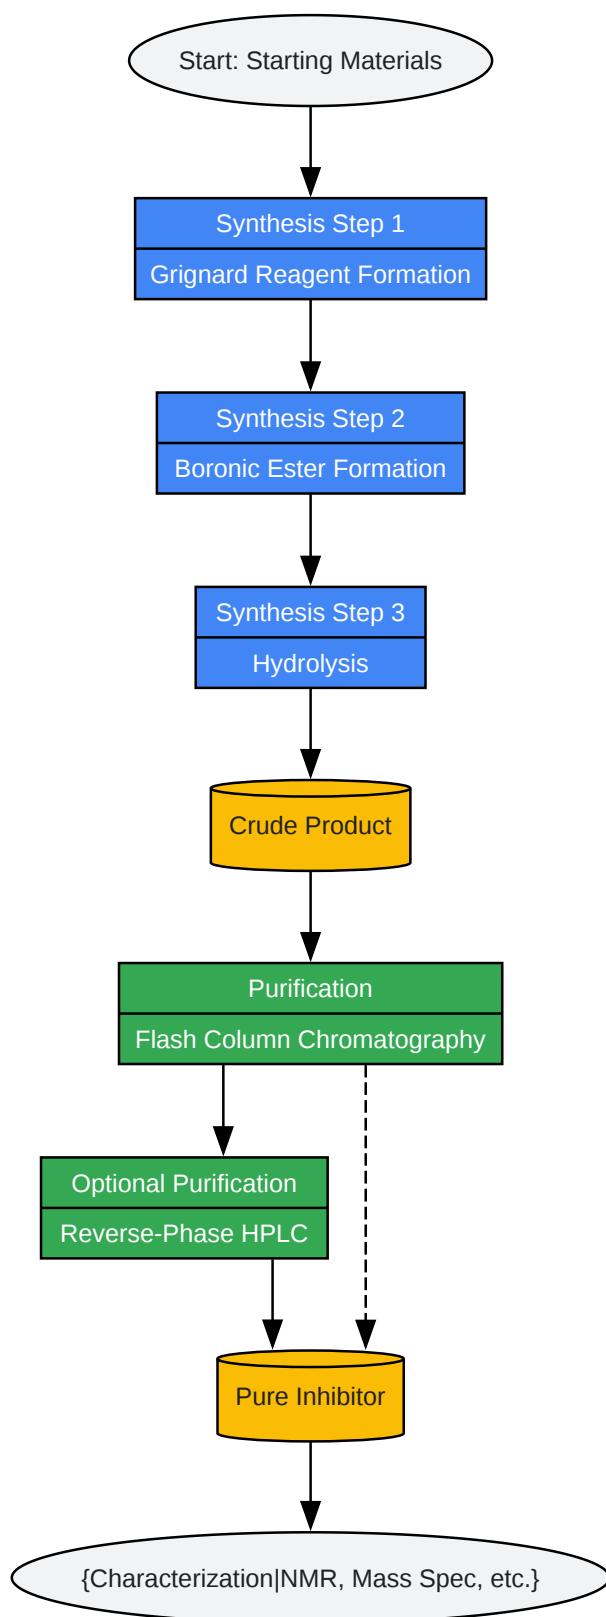 Start: Starting Materials
Synthesis Step 1
Grignard Reagent Formation
Synthesis Step 2
Boronic Ester Formation
Synthesis Step 3
Hydrolysis
Crude Product
Purification
Flash Column Chromatography
Optional Purification
Reverse-Phase HPLC
Pure Inhibitor
{Characterization|NMR, Mass Spec, etc.}